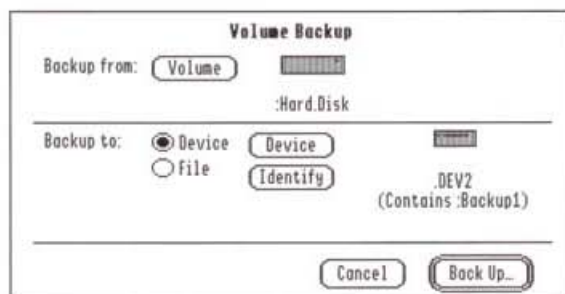 Volume Backup
Backup from: Volume
:Hard.Disk
Backup to: Device Device
File Identify
.DEV2
(Contains :Backup1)
Cancel Back Up...